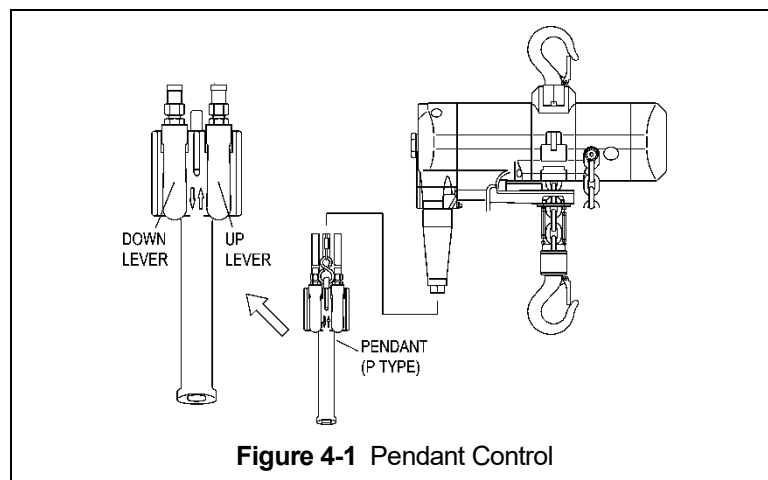 DOWN
LEVER
UP
LEVER
PENDANT
(P TYPE)
Figure 4-1 Pendant Control